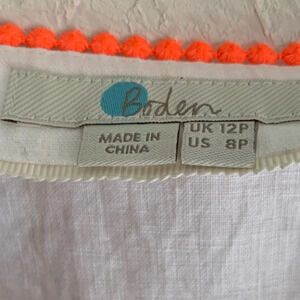 Boden
MADE IN
CHINA
UK 12P
US 8P